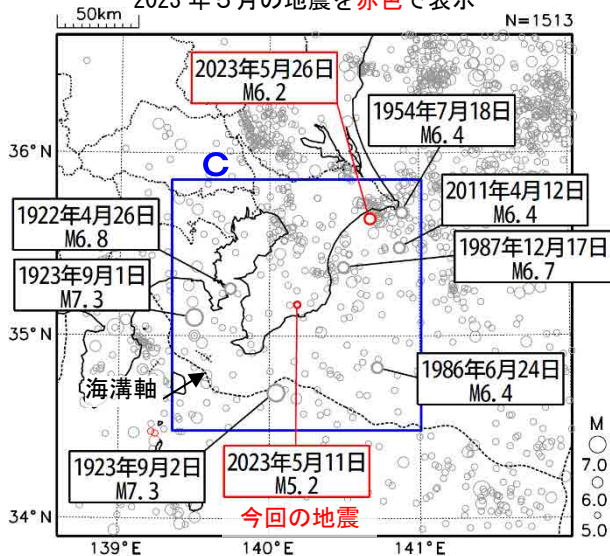 2023 年５月の地震を赤色で表示
50km
N=1513
2023年5月26日
M6.2
1954年7月18日
M6.4
36°N
C
2011年4月12日
M6.4
1922年4月26日
M6.8
1987年12月17日
M6.7
1923年9月1日
M7.3
35°N
海溝軸
1986年6月24日
M6.4
1923年9月2日
M7.3
2023年5月11日
M5.2
今回の地震
M
7.0
6.0
5.0
34°N
139°E
140°E
141°E